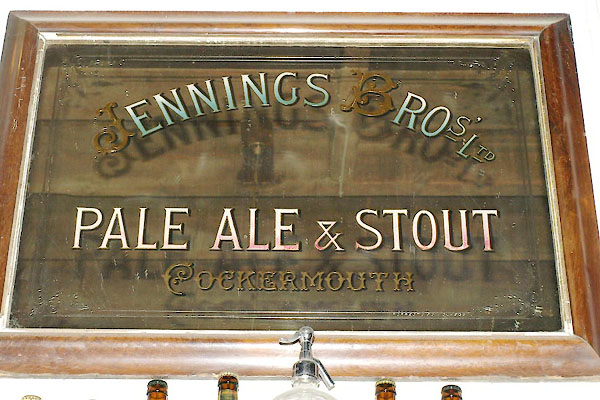 JENNINGS BROS' LTD
PALE ALE & STOUT
COCKERMOUTH